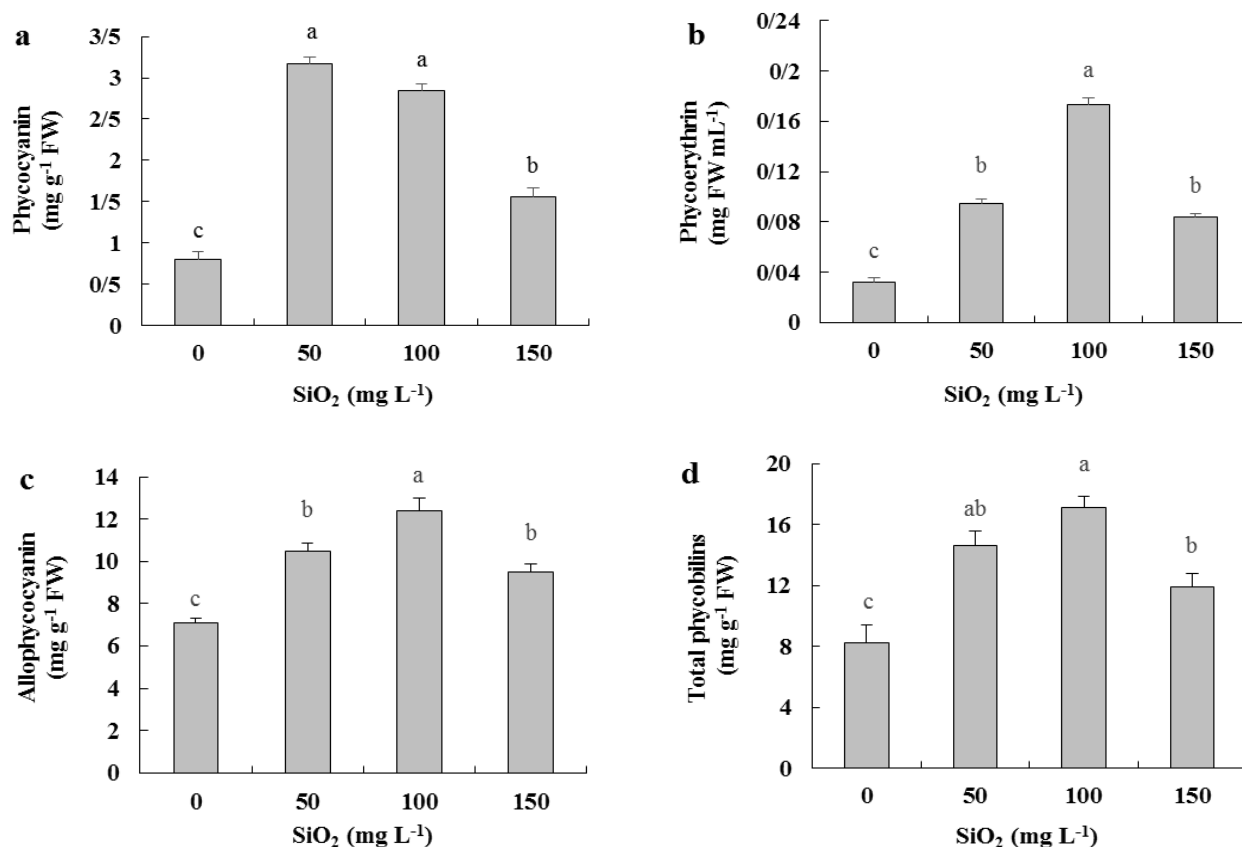 a
Phycocyanin
(mg g-1 FW)
3/5
3
2/5
2
1/5
1
0/5
0
c
a
a
b
0
50
100
150
SiO2 (mg L-1)
b
Phycoerythrin
(mg FW mL-1)
0/24
0/2
0/16
0/12
0/08
0/04
0
c
b
a
b
0
50
100
150
SiO2 (mg L-1)
c
Allophycocyanin
(mg g-1 FW)
14
12
10
8
6
4
2
0
c
b
a
b
0
50
100
150
SiO2 (mg L-1)
d
Total phycobilins
(mg g-1 FW)
20
16
12
8
4
0
c
ab
a
b
0
50
100
150
SiO2 (mg L-1)